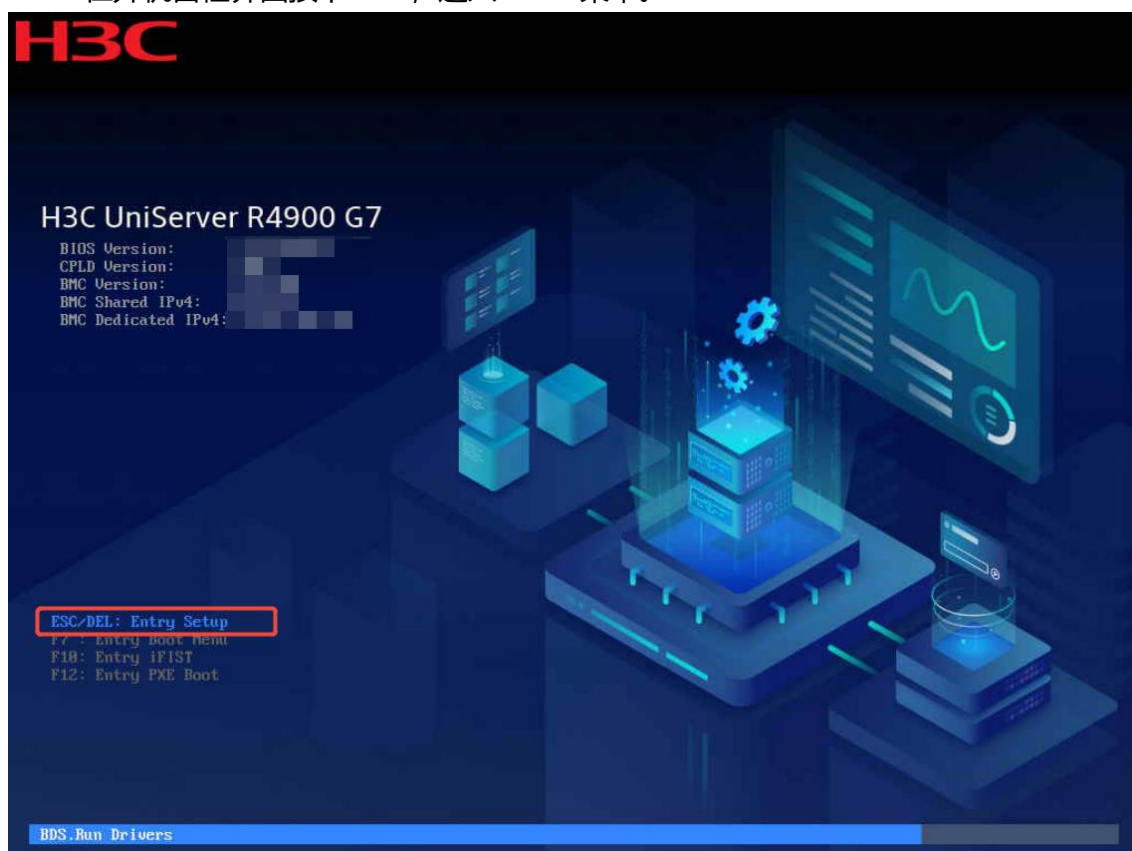 H3C
H3C UniServer R4900 G7
BIOS Version:
CPLD Version:
BMC Version:
BMC Shared IPv4:
BMC Dedicated IPv4:
ESC/DEL: Entry Setup
F7 : Entry Boot Menu
F10: Entry iFIST
F12: Entry PXE Boot
BDS.Run Drivers